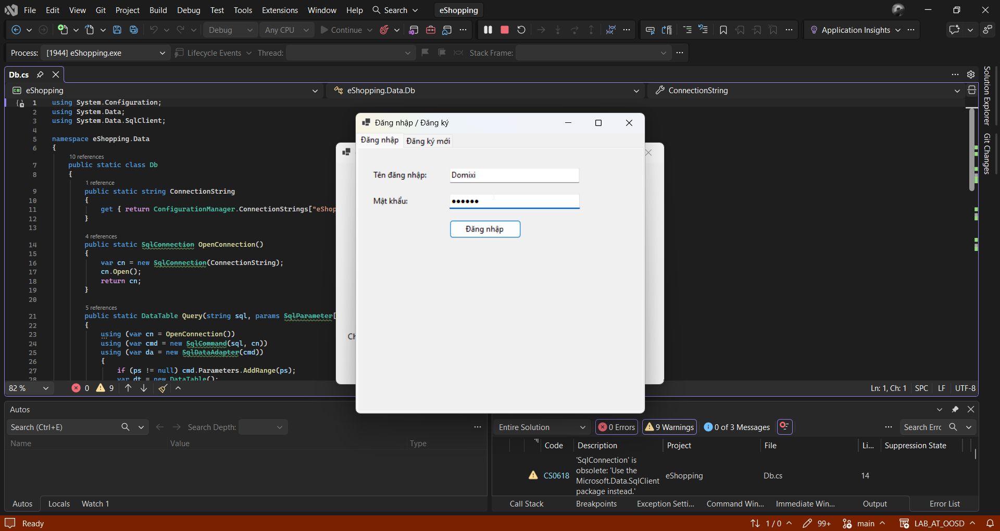 File Edit View Git Project Build Debug Test Tools Extensions Window Help Search eShopping
Debug Any CPU Continue Application Insights
Process: [1944] eShopping.exe Lifecycle Events Thread: Stack Frame:
Db.cs
eShopping eShopping.Data.Db ConnectionString
1 using System.Configuration;
2 using System.Data;
3 using System.Data.SqlClient;
4
5 namespace eShopping.Data
6 {
10 references
7 public static class Db
8 {
1 reference
9 public static string ConnectionString
10 {
11 get { return ConfigurationManager.ConnectionStrings["eShop
12 }
13
4 references
14 public static SqlConnection OpenConnection()
15 {
16 var cn = new SqlConnection(ConnectionString);
17 cn.Open();
18 return cn;
19 }
20
5 references
21 public static DataTable Query(string sql, params SqlParameter[
22 {
23 using (var cn = OpenConnection())
24 using (var cmd = new SqlCommand(sql, cn))
25 using (var da = new SqlDataAdapter(cmd))
26 {
27 if (ps != null) cmd.Parameters.AddRange(ps);
28 var dt = new DataTable();
Đăng nhập / Đăng ký
Đăng nhập Đăng ký mới
Tên đăng nhập: Domixi
Mật khẩu: ●●●●●●
Đăng nhập
Ch
Solution Explorer
Git Changes
82 % 0 9 Ln: 1, Ch: 1 SPC LF UTF-8
Autos
Search (Ctrl+E) Search Depth:
Name Value Type
Autos Locals Watch 1
Entire Solution 0 Errors 9 Warnings 0 of 3 Messages Search Errc
Code Description Project File Li... Suppression State
CS0618 'SqlConnection' is obsolete: 'Use the Microsoft.Data.SqlClient package instead.' eShopping Db.cs 14
Call Stack Breakpoints Exception Setti... Command Win... Immediate Win... Output Error List
Ready 1 / 0 99+ main LAB_AT_OOSD